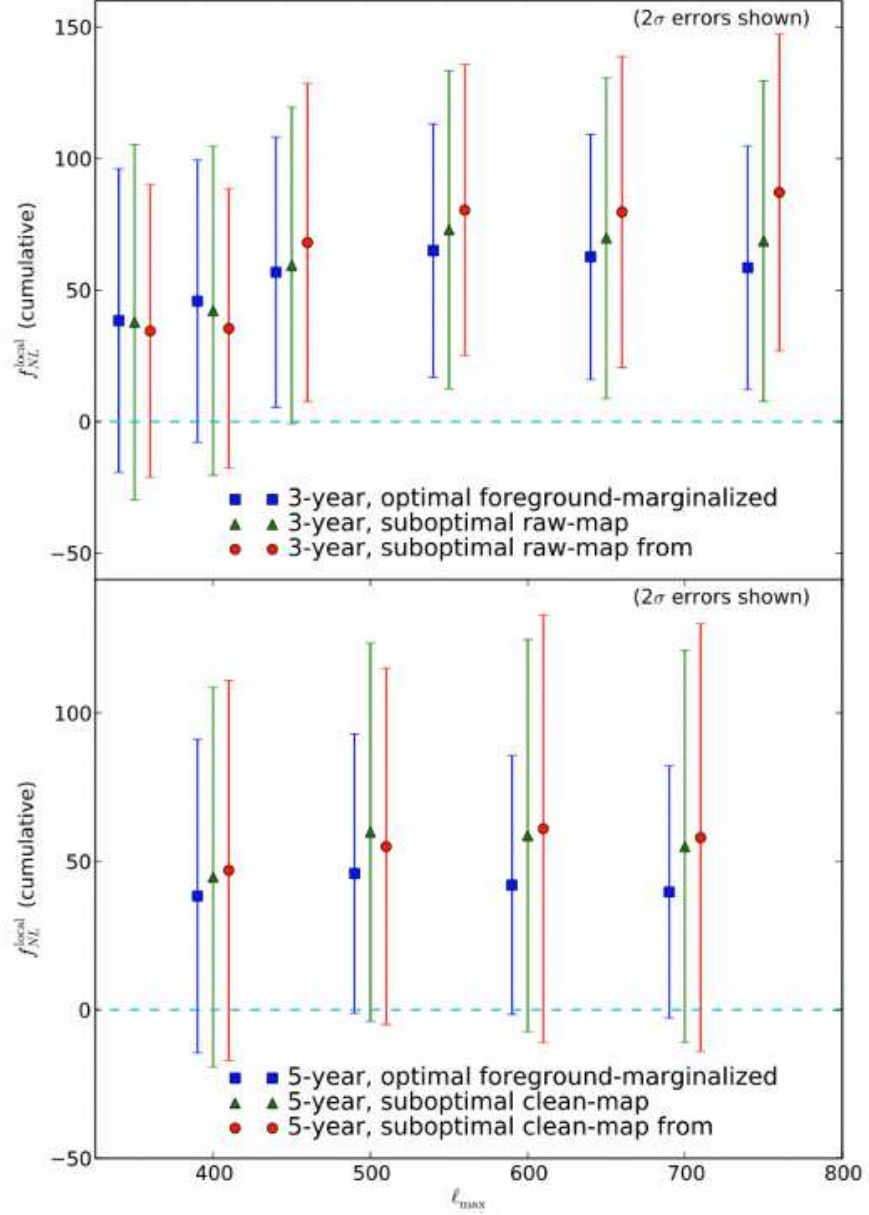 (2σ errors shown)
150
100
50
0
−50
f_NL^local (cumulative)
3-year, optimal foreground-marginalized
3-year, suboptimal raw-map
3-year, suboptimal raw-map from
(2σ errors shown)
100
50
0
−50
f_NL^local (cumulative)
5-year, optimal foreground-marginalized
5-year, suboptimal clean-map
5-year, suboptimal clean-map from
400 500 600 700 800
ℓ_max